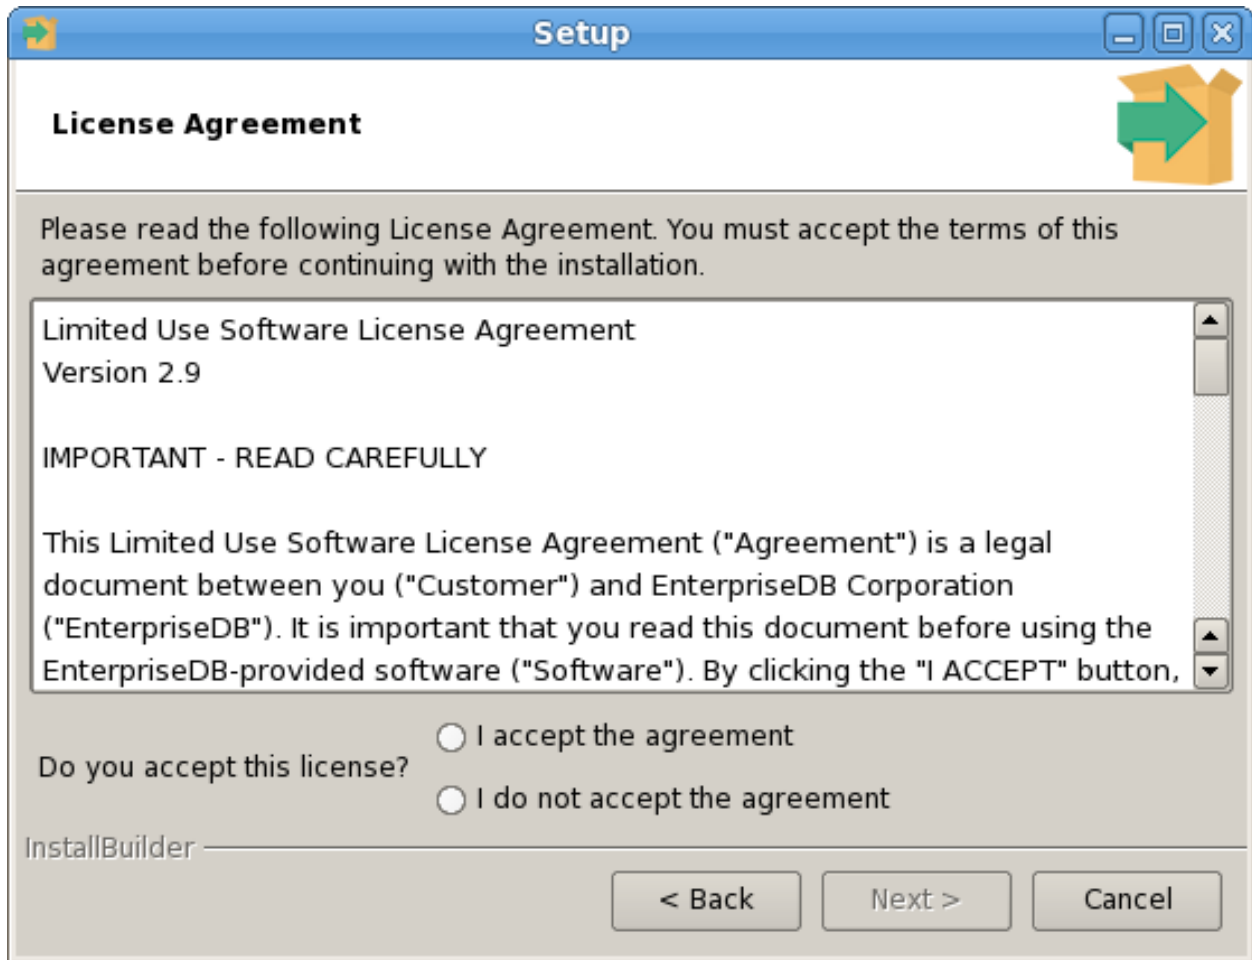 Setup
License Agreement
Please read the following License Agreement. You must accept the terms of this
agreement before continuing with the installation.
Limited Use Software License Agreement
Version 2.9
IMPORTANT - READ CAREFULLY
This Limited Use Software License Agreement ("Agreement") is a legal
document between you ("Customer") and EnterpriseDB Corporation
("EnterpriseDB"). It is important that you read this document before using the
EnterpriseDB-provided software ("Software"). By clicking the "I ACCEPT" button,
Do you accept this license?
I accept the agreement
I do not accept the agreement
InstallBuilder
< Back
Next >
Cancel